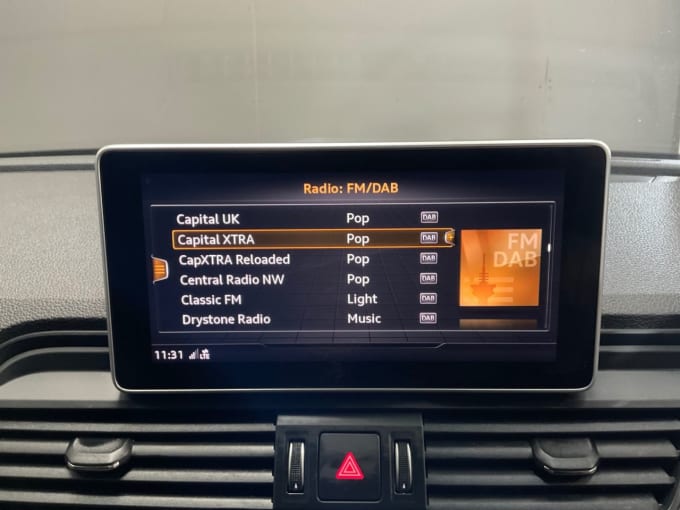 Radio: FM/DAB
Capital UK Pop DAB
Capital XTRA Pop DAB
CapXTRA Reloaded Pop DAB
Central Radio NW Pop DAB
Classic FM Light DAB
Drystone Radio Music DAB
FM
DAB
11:31 LTE